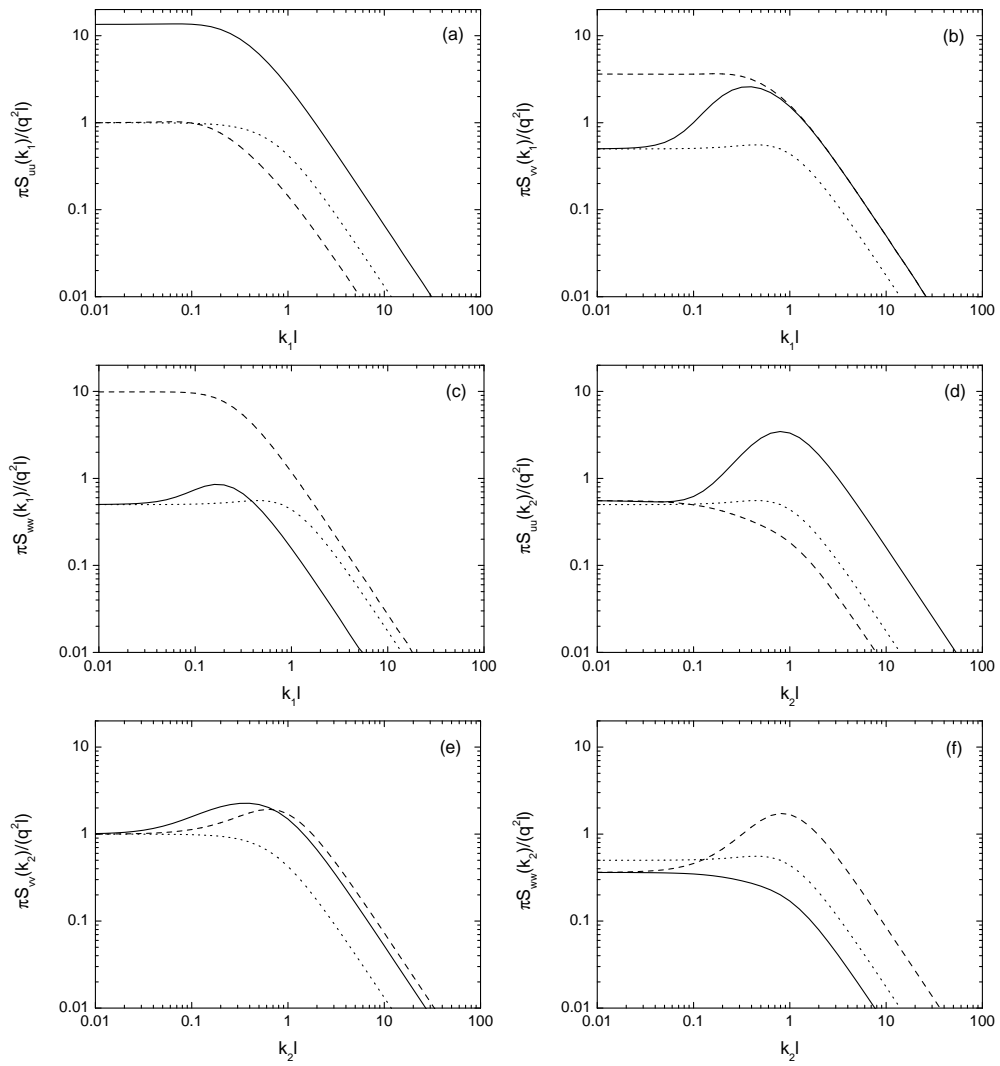 (a)
10
1
0.1
0.01
0.01 0.1 1 10 100
πS_uu(k_1)/(q^2l)
k_1l
(b)
10
1
0.1
0.01
0.01 0.1 1 10 100
πS_vv(k_1)/(q^2l)
k_1l
(c)
10
1
0.1
0.01
0.01 0.1 1 10 100
πS_ww(k_1)/(q^2l)
k_1l
(d)
10
1
0.1
0.01
0.01 0.1 1 10 100
πS_uu(k_2)/(q^2l)
k_2l
(e)
10
1
0.1
0.01
0.01 0.1 1 10 100
πS_vv(k_2)/(q^2l)
k_2l
(f)
10
1
0.1
0.01
0.01 0.1 1 10 100
πS_ww(k_2)/(q^2l)
k_2l